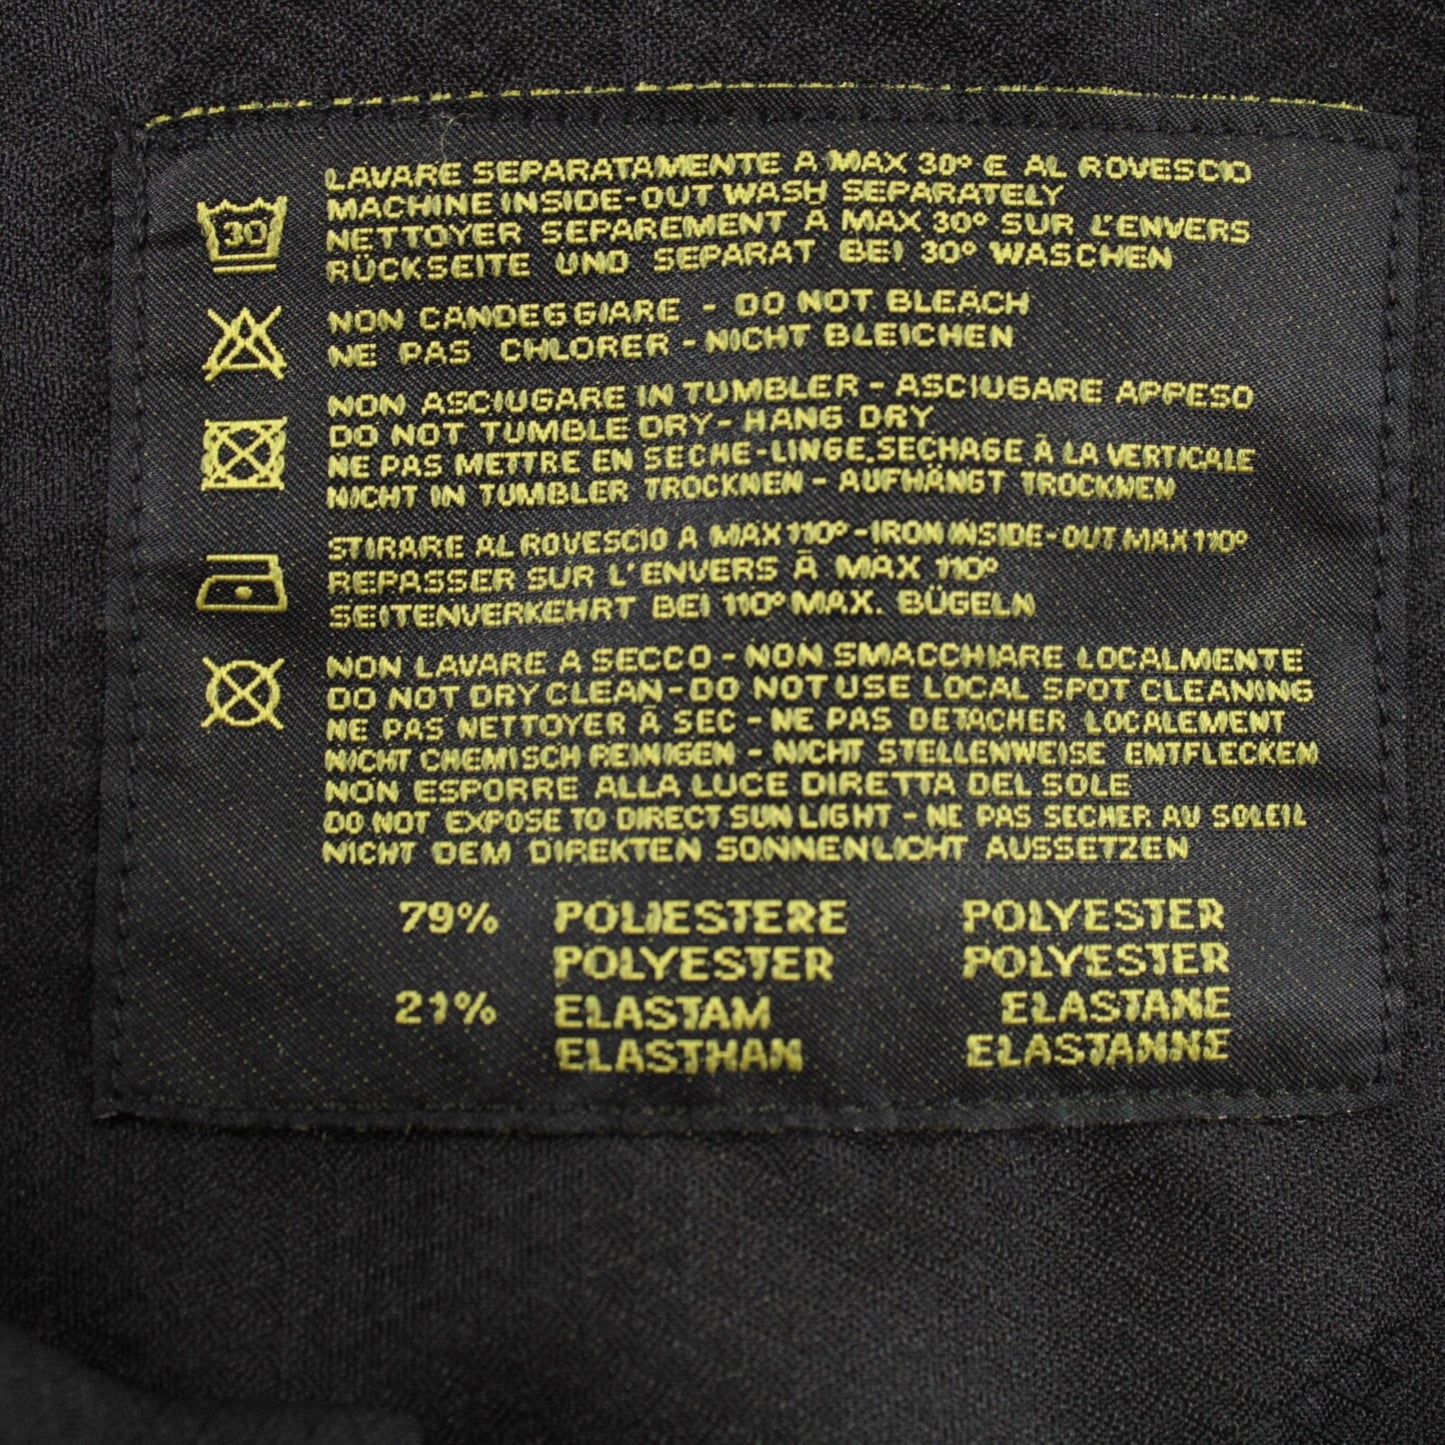 30
LAVARE SEPARATAMENTE A MAX 30° E AL ROVESCIO
MACHINE INSIDE-OUT WASH SEPARATELY
NETTOYER SEPAREMENT À MAX 30° SUR L'ENVERS
RÜCKSEITE UND SEPARAT BEI 30° WASCHEN
NON CANDEGGIARE - DO NOT BLEACH
NE PAS CHLORER - NICHT BLEICHEN
NON ASCIUGARE IN TUMBLER - ASCIUGARE APPESO
DO NOT TUMBLE DRY - HANG DRY
NE PAS METTRE EN SECHE-LINGE. SECHAGE À LA VERTICALE
NICHT IN TUMBLER TROCKNEN - AUFHÄNGT TROCKNEN
STIRARE AL ROVESCIO A MAX 110° - IRON INSIDE-OUT MAX 110°
REPASSER SUR L'ENVERS À MAX 110°
SEITENVERKEHRT BEI 110° MAX. BÜGELN
NON LAVARE A SECCO - NON SMACCHIARE LOCALMENTE
DO NOT DRY CLEAN - DO NOT USE LOCAL SPOT CLEANING
NE PAS NETTOYER À SEC - NE PAS DETACHER LOCALEMENT
NICHT CHEMISCH REINIGEN - NICHT STELLENWEISE ENTFLECKEN
NON ESPORRE ALLA LUCE DIRETTA DEL SOLE
DO NOT EXPOSE TO DIRECT SUN LIGHT - NE PAS SECHER AU SOLEIL
NICHT DEM DIREKTEN SONNENLICHT AUSSETZEN
79% POLIESTERE POLYESTER
POLYESTER POLYESTER
21% ELASTAM ELASTANE
ELASTHAN ELASTANNE